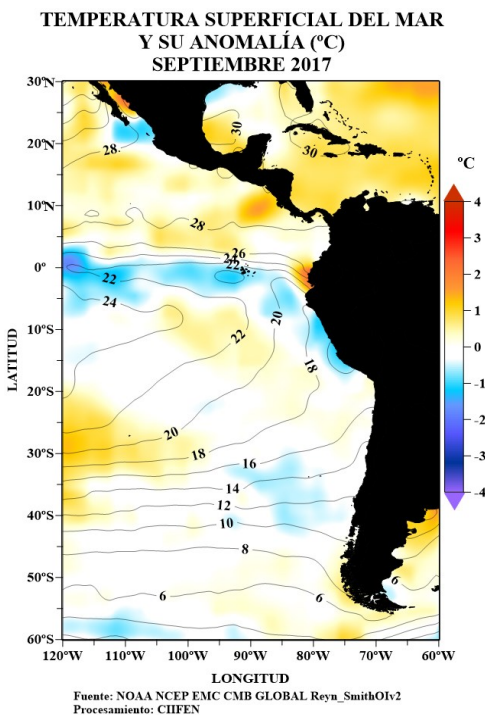 TEMPERATURA SUPERFICIAL DEL MAR
Y SU ANOMALÍA (ºC)
SEPTIEMBRE 2017
30°N
20°N
10°N
0°
10°S
20°S
30°S
40°S
50°S
60°S
LATITUD
120°W 110°W 100°W 90°W 80°W 70°W 60°W
LONGITUD
ºC
4
3
2
1
0
-1
-2
-3
-4
30
28
30
28
26
24
22
22
24
20
22
18
20
18
16
14
12
10
8
6
6
6
Fuente: NOAA NCEP EMC CMB GLOBAL Reyn_SmithOIv2
Procesamiento: CIIFEN